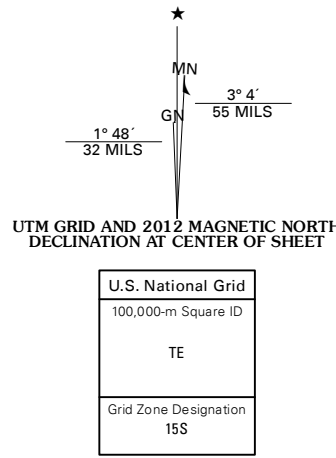 ★
MN
3° 4´
55 MILS
GN
1° 48´
32 MILS
UTM GRID AND 2012 MAGNETIC NORTH
DECLINATION AT CENTER OF SHEET
U.S. National Grid
100,000-m Square ID
TE
Grid Zone Designation
15S